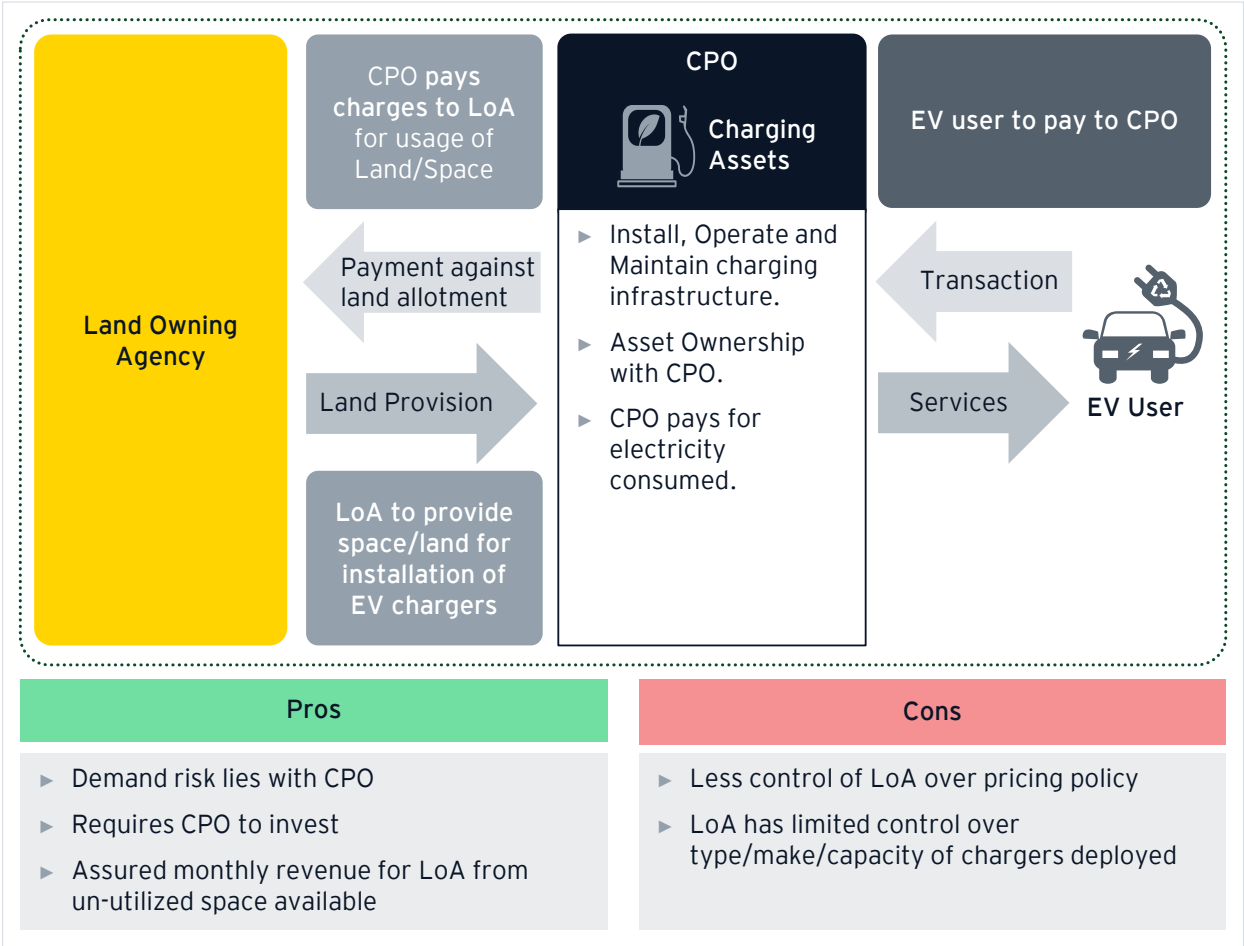 Land Owning
Agency
CPO pays
charges to LoA
for usage of
Land/Space
Payment against
land allotment
Land Provision
LoA to provide
space/land for
installation of
EV chargers
CPO
Charging
Assets
► Install, Operate and
Maintain charging
infrastructure.
► Asset Ownership
with CPO.
► CPO pays for
electricity
consumed.
EV user to pay to CPO
Transaction
Services
EV User
Pros
► Demand risk lies with CPO
► Requires CPO to invest
► Assured monthly revenue for LoA from
un-utilized space available
Cons
► Less control of LoA over pricing policy
► LoA has limited control over
type/make/capacity of chargers deployed